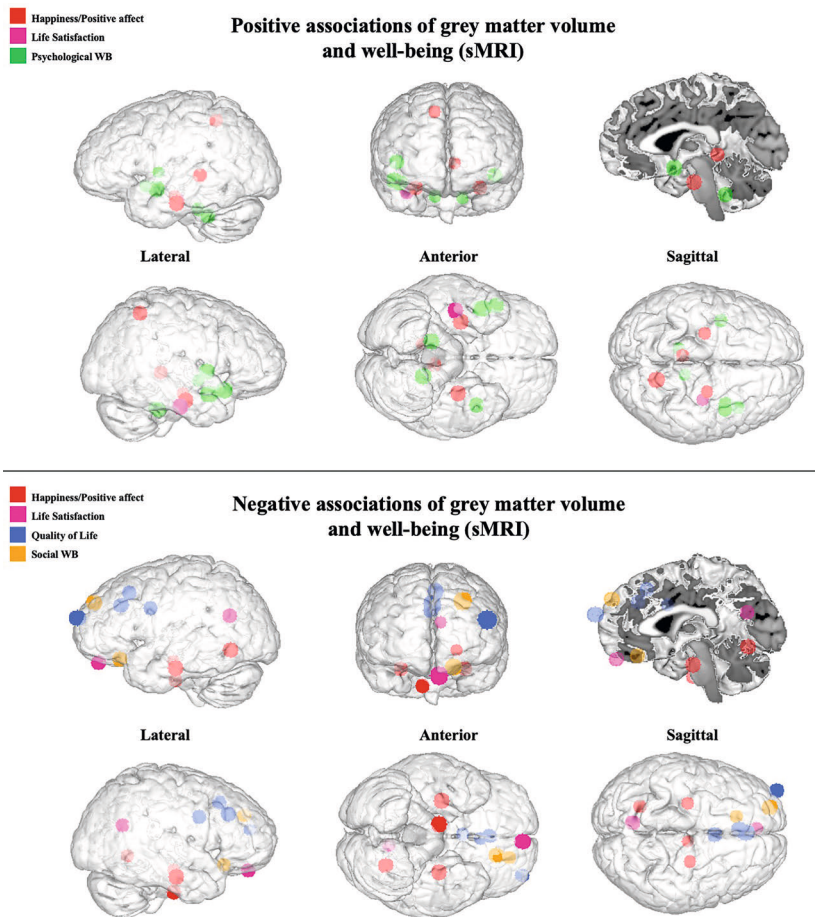 Happiness/Positive affect
Life Satisfaction
Psychological WB
Positive associations of grey matter volume
and well-being (sMRI)
Lateral
Anterior
Sagittal
Happiness/Positive affect
Life Satisfaction
Quality of Life
Social WB
Negative associations of grey matter volume
and well-being (sMRI)
Lateral
Anterior
Sagittal